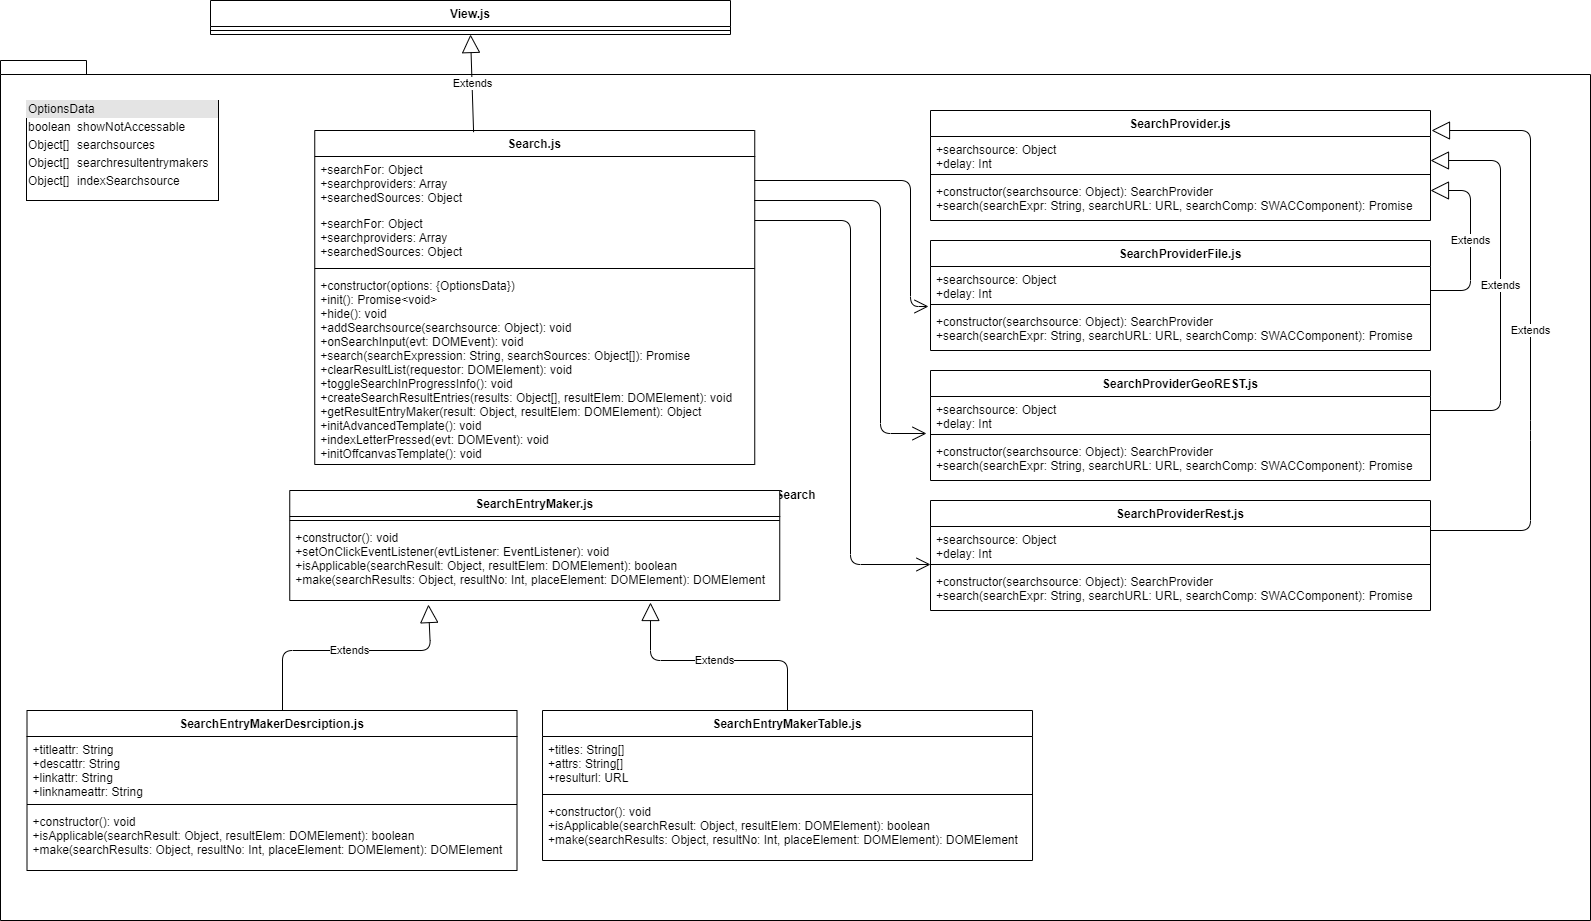 View.js
Extends
OptionsData
boolean showNotAccessable
Object[] searchsources
Object[] searchresultentrymakers
Object[] indexSearchsource
Search.js
+searchFor: Object
+searchproviders: Array
+searchedSources: Object
+searchFor: Object
+searchproviders: Array
+searchedSources: Object
+constructor(options: {OptionsData})
+init(): Promise<void>
+hide(): void
+addSearchsource(searchsource: Object): void
+onSearchInput(evt: DOMEvent): void
+search(searchExpression: String, searchSources: Object[]): Promise
+clearResultList(requestor: DOMElement): void
+toggleSearchInProgressInfo(): void
+createSearchResultEntries(results: Object[], resultElem: DOMElement): void
+getResultEntryMaker(result: Object, resultElem: DOMElement): Object
+initAdvancedTemplate(): void
+indexLetterPressed(evt: DOMEvent): void
+initOffcanvasTemplate(): void
SearchProvider.js
+searchsource: Object
+delay: Int
+constructor(searchsource: Object): SearchProvider
+search(searchExpr: String, searchURL: URL, searchComp: SWACComponent): Promise
Extends
SearchProviderFile.js
+searchsource: Object
+delay: Int
+constructor(searchsource: Object): SearchProvider
+search(searchExpr: String, searchURL: URL, searchComp: SWACComponent): Promise
Extends
Extends
SearchProviderGeoREST.js
+searchsource: Object
+delay: Int
+constructor(searchsource: Object): SearchProvider
+search(searchExpr: String, searchURL: URL, searchComp: SWACComponent): Promise
SearchProviderRest.js
+searchsource: Object
+delay: Int
+constructor(searchsource: Object): SearchProvider
+search(searchExpr: String, searchURL: URL, searchComp: SWACComponent): Promise
Search
SearchEntryMaker.js
+constructor(): void
+setOnClickEventListener(evtListener: EventListener): void
+isApplicable(searchResult: Object, resultElem: DOMElement): boolean
+make(searchResults: Object, resultNo: Int, placeElement: DOMElement): DOMElement
Extends
Extends
SearchEntryMakerDesrciption.js
+titleattr: String
+descattr: String
+linkattr: String
+linknameattr: String
+constructor(): void
+isApplicable(searchResult: Object, resultElem: DOMElement): boolean
+make(searchResults: Object, resultNo: Int, placeElement: DOMElement): DOMElement
SearchEntryMakerTable.js
+titles: String[]
+attrs: String[]
+resulturl: URL
+constructor(): void
+isApplicable(searchResult: Object, resultElem: DOMElement): boolean
+make(searchResults: Object, resultNo: Int, placeElement: DOMElement): DOMElement